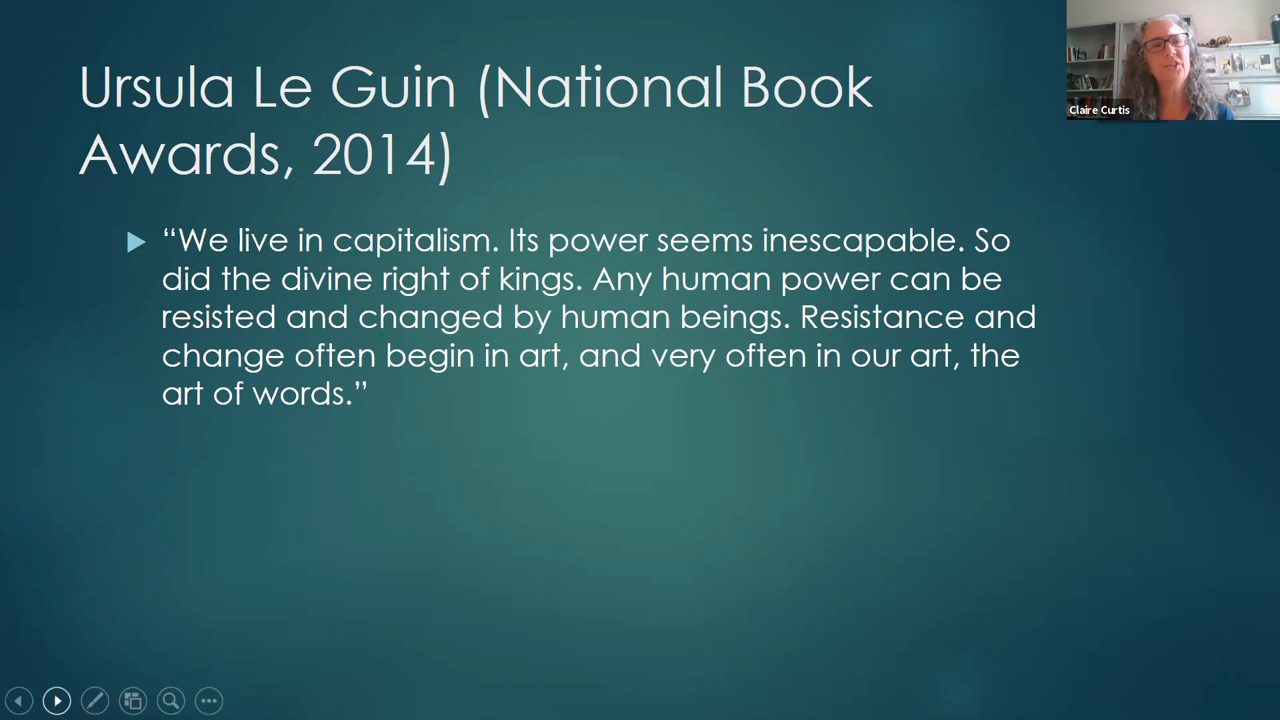 Ursula Le Guin (National Book
Awards, 2014)
“We live in capitalism. Its power seems inescapable. So
did the divine right of kings. Any human power can be
resisted and changed by human beings. Resistance and
change often begin in art, and very often in our art, the
art of words.”
Claire Curtis